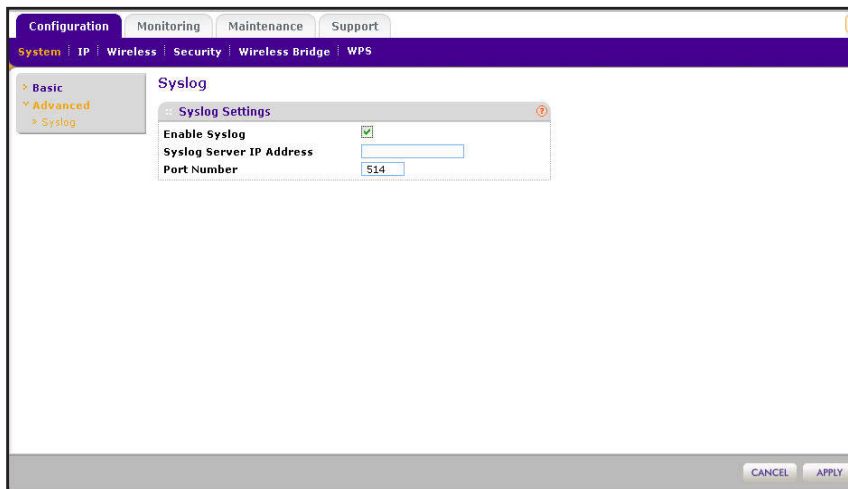 Configuration Monitoring Maintenance Support
System IP Wireless Security Wireless Bridge WPS
Basic
Advanced
Syslog
Syslog
Syslog Settings ?
Enable Syslog
Syslog Server IP Address
Port Number 514
CANCEL APPLY